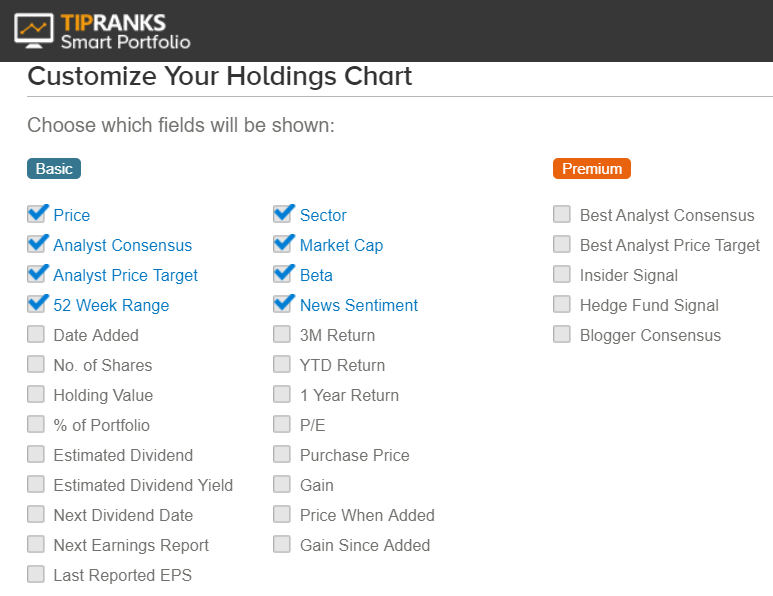 TIPRANKS
Smart Portfolio
Customize Your Holdings Chart
Choose which fields will be shown:
Basic
Price
Analyst Consensus
Analyst Price Target
52 Week Range
Date Added
No. of Shares
Holding Value
% of Portfolio
Estimated Dividend
Estimated Dividend Yield
Next Dividend Date
Next Earnings Report
Last Reported EPS
Sector
Market Cap
Beta
News Sentiment
3M Return
YTD Return
1 Year Return
P/E
Purchase Price
Gain
Price When Added
Gain Since Added
Premium
Best Analyst Consensus
Best Analyst Price Target
Insider Signal
Hedge Fund Signal
Blogger Consensus